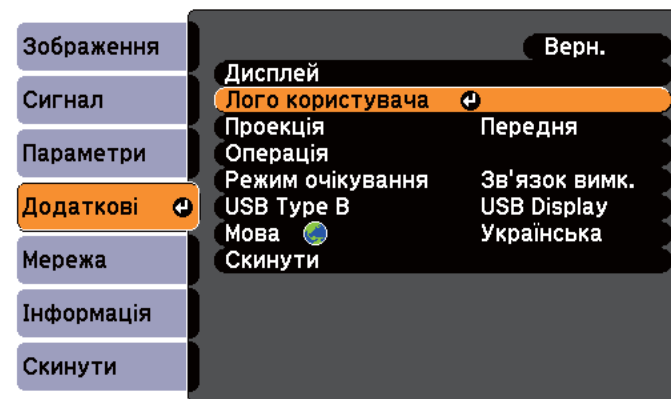 Зображення
Сигнал
Параметри
Додаткові
Мережа
Інформація
Скинути
Верн.
Дисплей
Лого користувача
Проекція Передня
Операція
Режим очікування Зв'язок вимк.
USB Type B USB Display
Мова Українська
Скинути